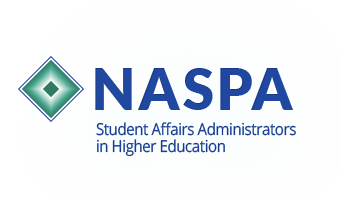 NASPA
Student Affairs Administrators
in Higher Education